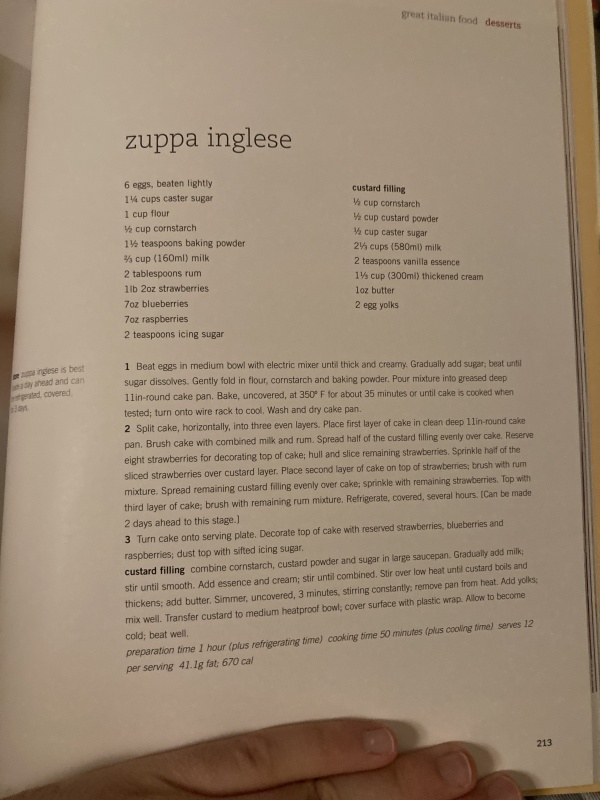 great italian food desserts
zuppa inglese
6 eggs, beaten lightly
1¼ cups caster sugar
1 cup flour
½ cup cornstarch
1½ teaspoons baking powder
⅔ cup (160ml) milk
2 tablespoons rum
1lb 2oz strawberries
7oz blueberries
7oz raspberries
2 teaspoons icing sugar
custard filling
½ cup cornstarch
½ cup custard powder
½ cup caster sugar
2⅓ cups (580ml) milk
2 teaspoons vanilla essence
1⅓ cup (300ml) thickened cream
1oz butter
2 egg yolks
zuppa inglese is best
a day ahead and can
refrigerated, covered,
days.
1 Beat eggs in medium bowl with electric mixer until thick and creamy. Gradually add sugar; beat until
sugar dissolves. Gently fold in flour, cornstarch and baking powder. Pour mixture into greased deep
11in-round cake pan. Bake, uncovered, at 350° F for about 35 minutes or until cake is cooked when
tested; turn onto wire rack to cool. Wash and dry cake pan.
2 Split cake, horizontally, into three even layers. Place first layer of cake in clean deep 11in-round cake
pan. Brush cake with combined milk and rum. Spread half of the custard filling evenly over cake. Reserve
eight strawberries for decorating top of cake; hull and slice remaining strawberries. Sprinkle half of the
sliced strawberries over custard layer. Place second layer of cake on top of strawberries; brush with rum
mixture. Spread remaining custard filling evenly over cake; sprinkle with remaining strawberries. Top with
third layer of cake; brush with remaining rum mixture. Refrigerate, covered, several hours. [Can be made
2 days ahead to this stage.]
3 Turn cake onto serving plate. Decorate top of cake with reserved strawberries, blueberries and
raspberries; dust top with sifted icing sugar.
custard filling combine cornstarch, custard powder and sugar in large saucepan. Gradually add milk;
stir until smooth. Add essence and cream; stir until combined. Stir over low heat until custard boils and
thickens; add butter. Simmer, uncovered, 3 minutes, stirring constantly; remove pan from heat. Add yolks;
mix well. Transfer custard to medium heatproof bowl; cover surface with plastic wrap. Allow to become
cold; beat well.
preparation time 1 hour (plus refrigerating time) cooking time 50 minutes (plus cooling time) serves 12
per serving 41.1g fat; 670 cal
213